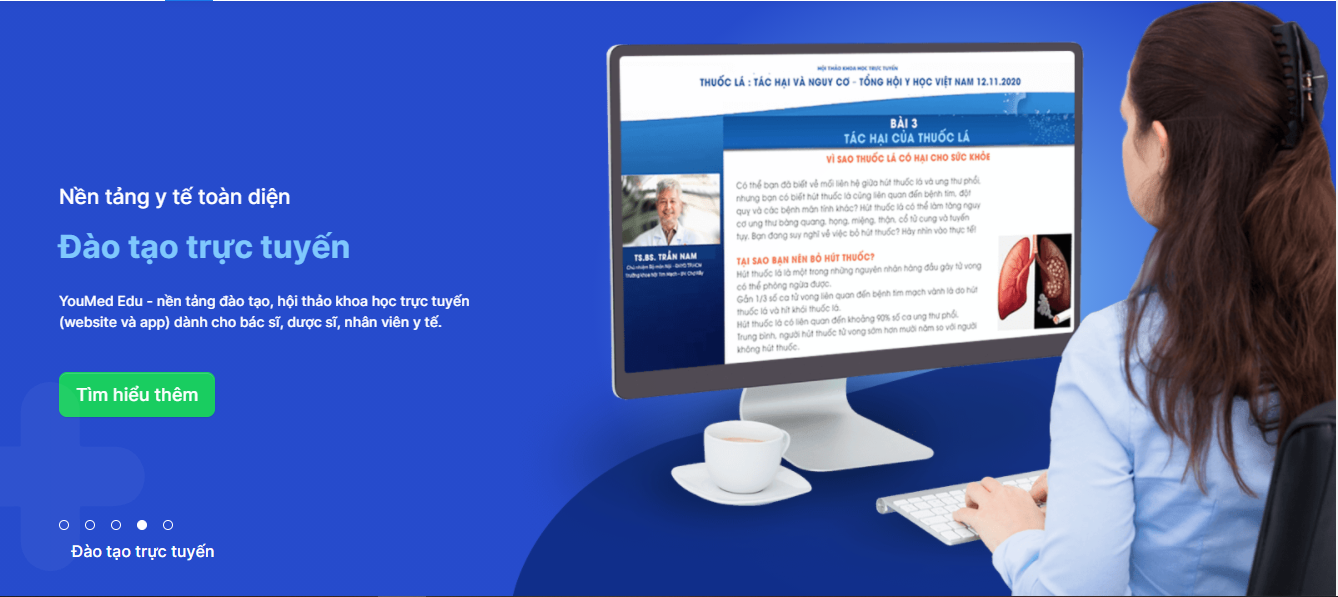 Nền tảng y tế toàn diện
Đào tạo trực tuyến
YouMed Edu - nền tảng đào tạo, hội thảo khoa học trực tuyến
(website và app) dành cho bác sĩ, dược sĩ, nhân viên y tế.
Tìm hiểu thêm
Đào tạo trực tuyến
HỘI THẢO KHOA HỌC TRỰC TUYẾN
THUỐC LÁ : TÁC HẠI VÀ NGUY CƠ - TỔNG HỘI Y HỌC VIỆT NAM 12.11.2020
BÀI 3
TÁC HẠI CỦA THUỐC LÁ
VÌ SAO THUỐC LÁ CÓ HẠI CHO SỨC KHỎE
Có thể bạn đã biết về mối liên hệ giữa hút thuốc lá và ung thư phổi,
nhưng bạn có biết hút thuốc lá cũng liên quan đến bệnh tim, đột
quỵ và các bệnh mãn tính khác? Hút thuốc lá có thể làm tăng nguy
cơ ung thư bàng quang, họng, miệng, thận, cổ tử cung và tuyến
tụy. Bạn đang suy nghĩ về việc bỏ hút thuốc? Hãy nhìn vào thực tế!
TẠI SAO BẠN NÊN BỎ HÚT THUỐC?
Hút thuốc lá là một trong những nguyên nhân hàng đầu gây tử vong
có thể phòng ngừa được.
Gần 1/3 số ca tử vong liên quan đến bệnh tim mạch vành là do hút
thuốc lá và hít khói thuốc lá.
Hút thuốc lá có liên quan đến khoảng 90% số ca ung thư phổi.
Trung bình, người hút thuốc tử vong sớm hơn mười năm so với người
không hút thuốc.
TS.BS. TRẦN NAM